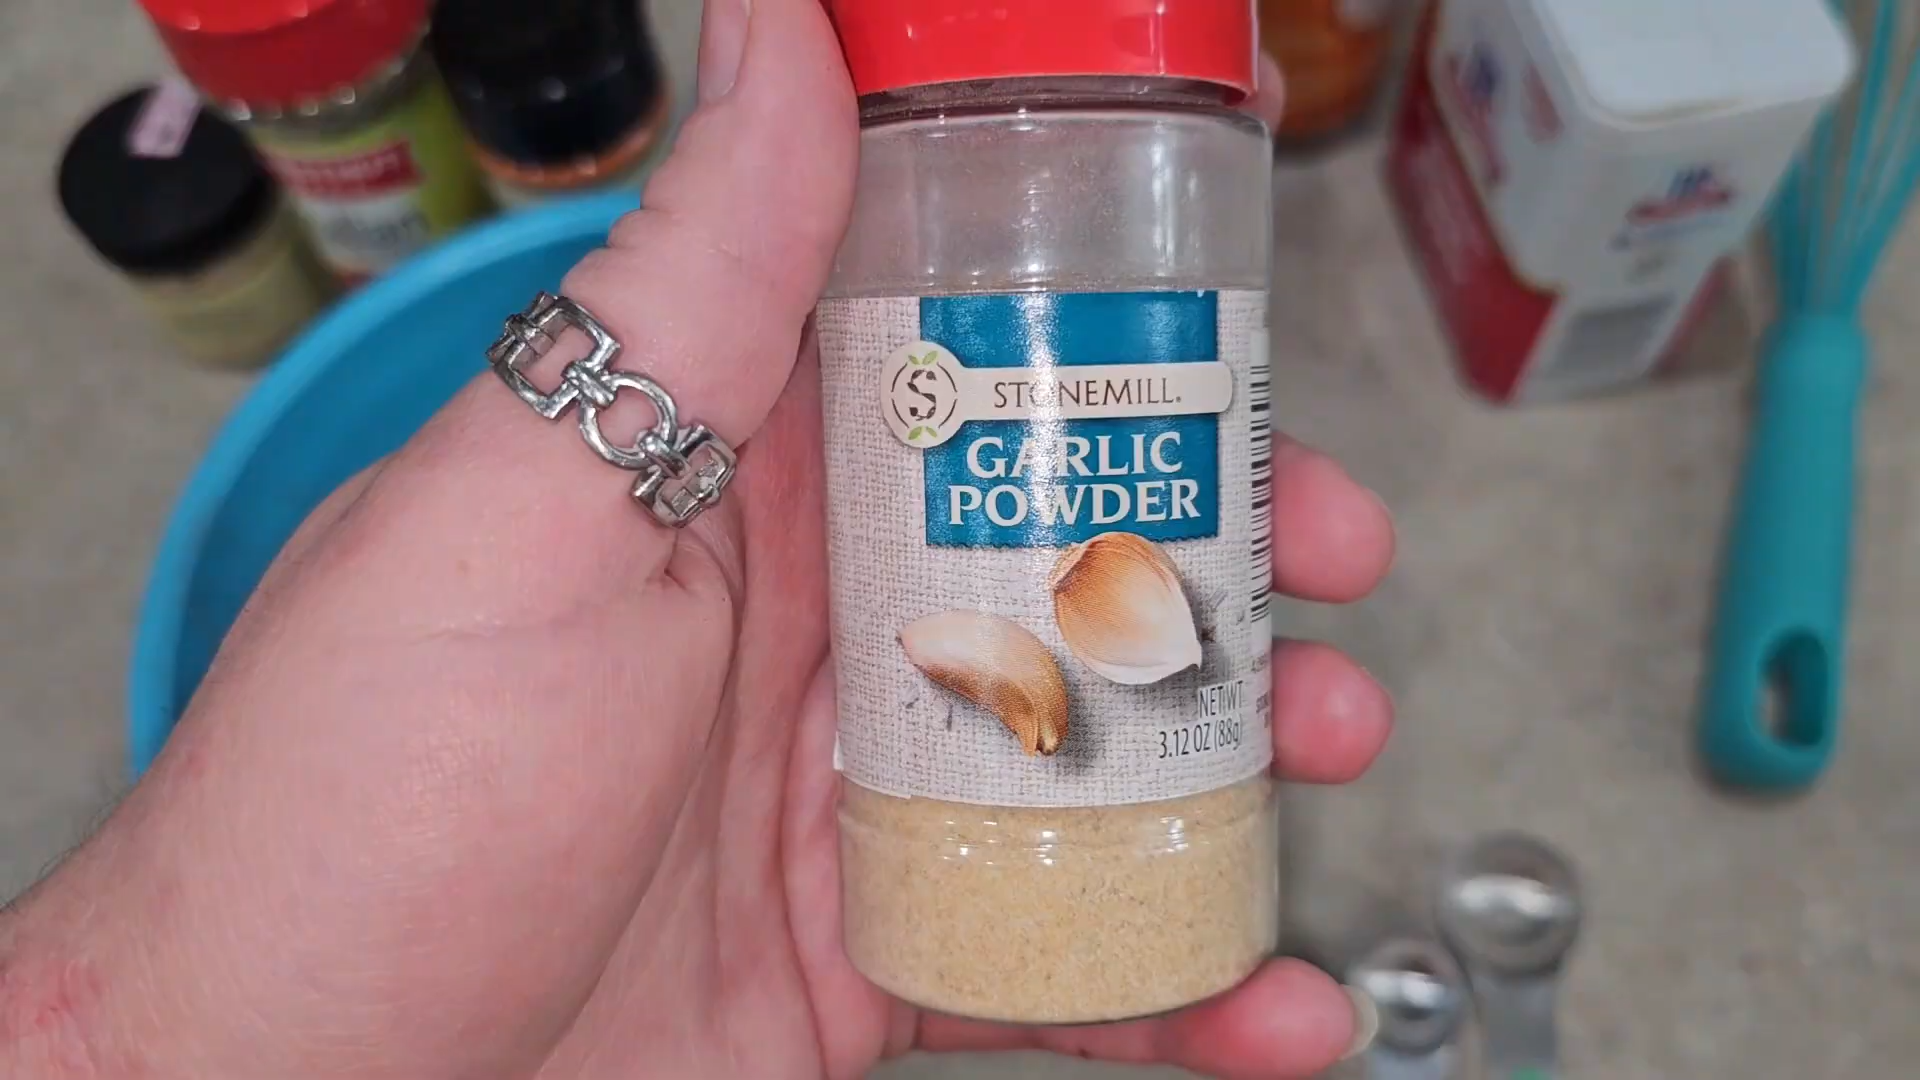 S STONEMILL.
GARLIC
POWDER
NET WT
3.12 OZ (88g)